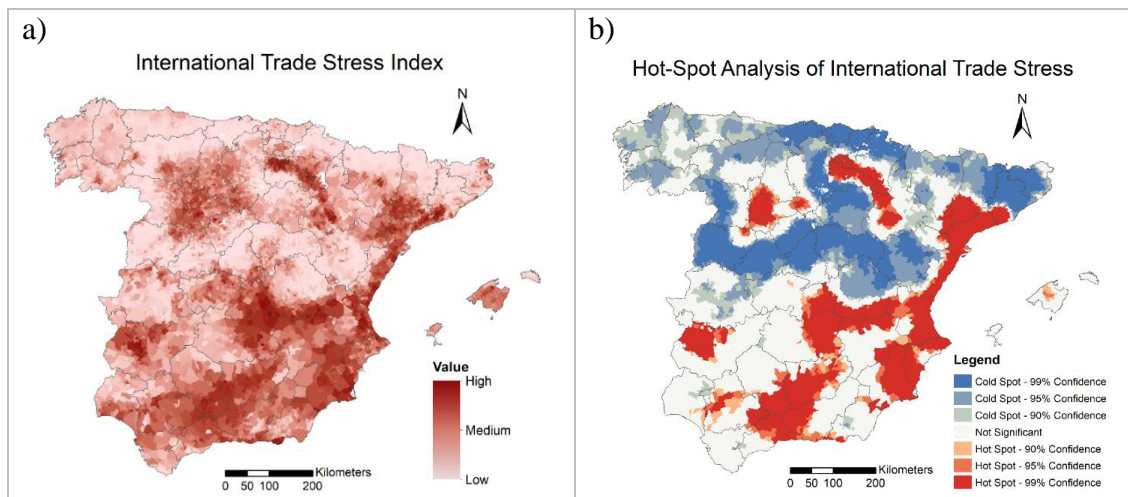 a)
International Trade Stress Index
N
Value
High
Medium
Low
Kilometers
0 50 100 200
b)
Hot-Spot Analysis of International Trade Stress
N
Legend
Cold Spot - 99% Confidence
Cold Spot - 95% Confidence
Cold Spot - 90% Confidence
Not Significant
Hot Spot - 90% Confidence
Hot Spot - 95% Confidence
Hot Spot - 99% Confidence
Kilometers
0 50 100 200